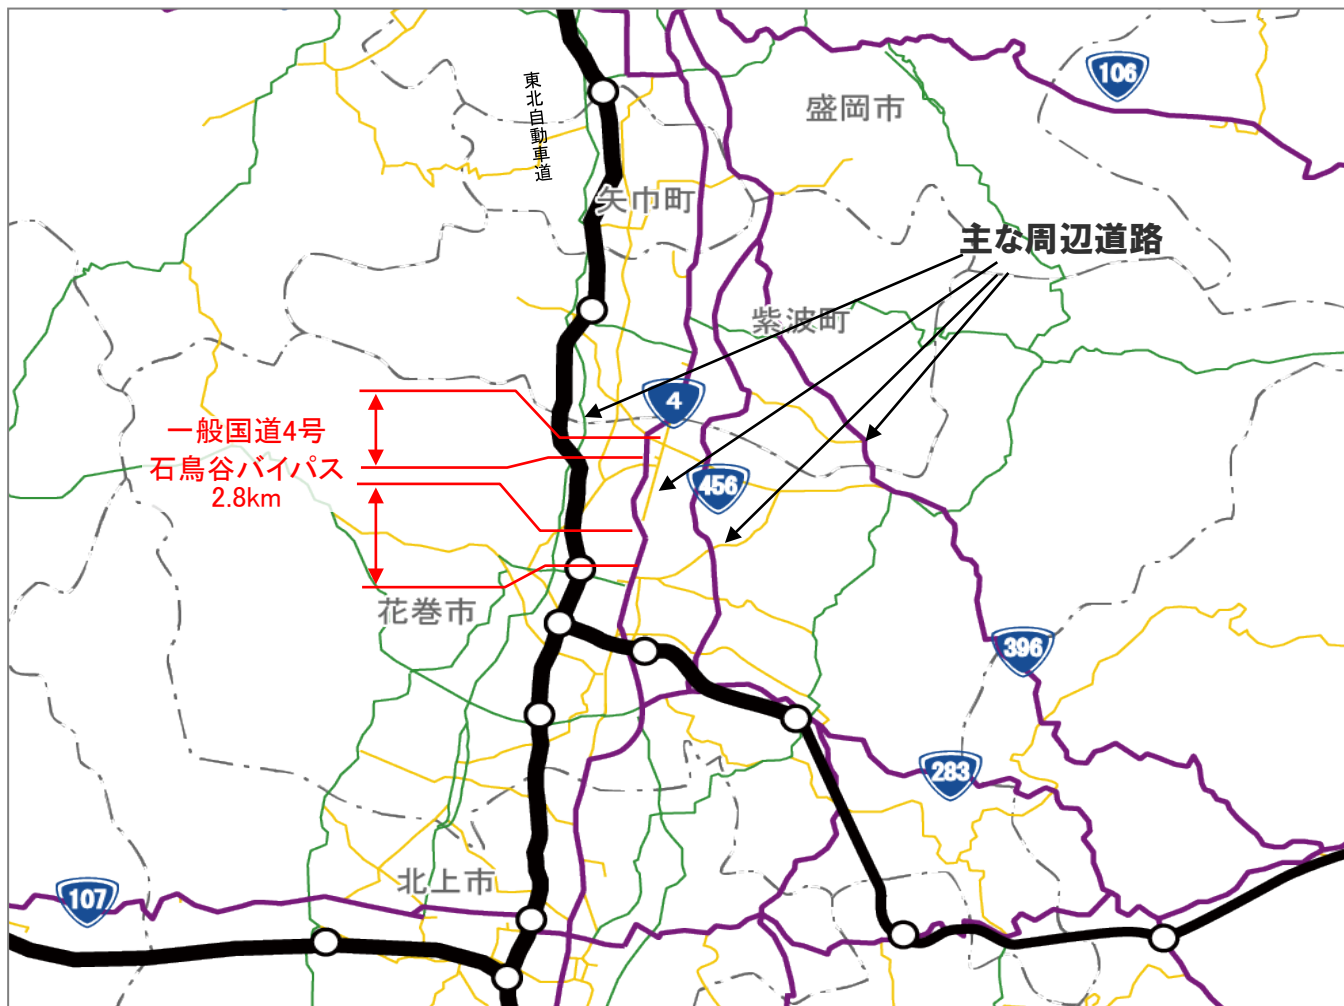 106
盛岡市
東北自動車道
矢巾町
主な周辺道路
紫波町
4
一般国道4号
石鳥谷バイパス
2.8km
456
花巻市
396
283
北上市
107